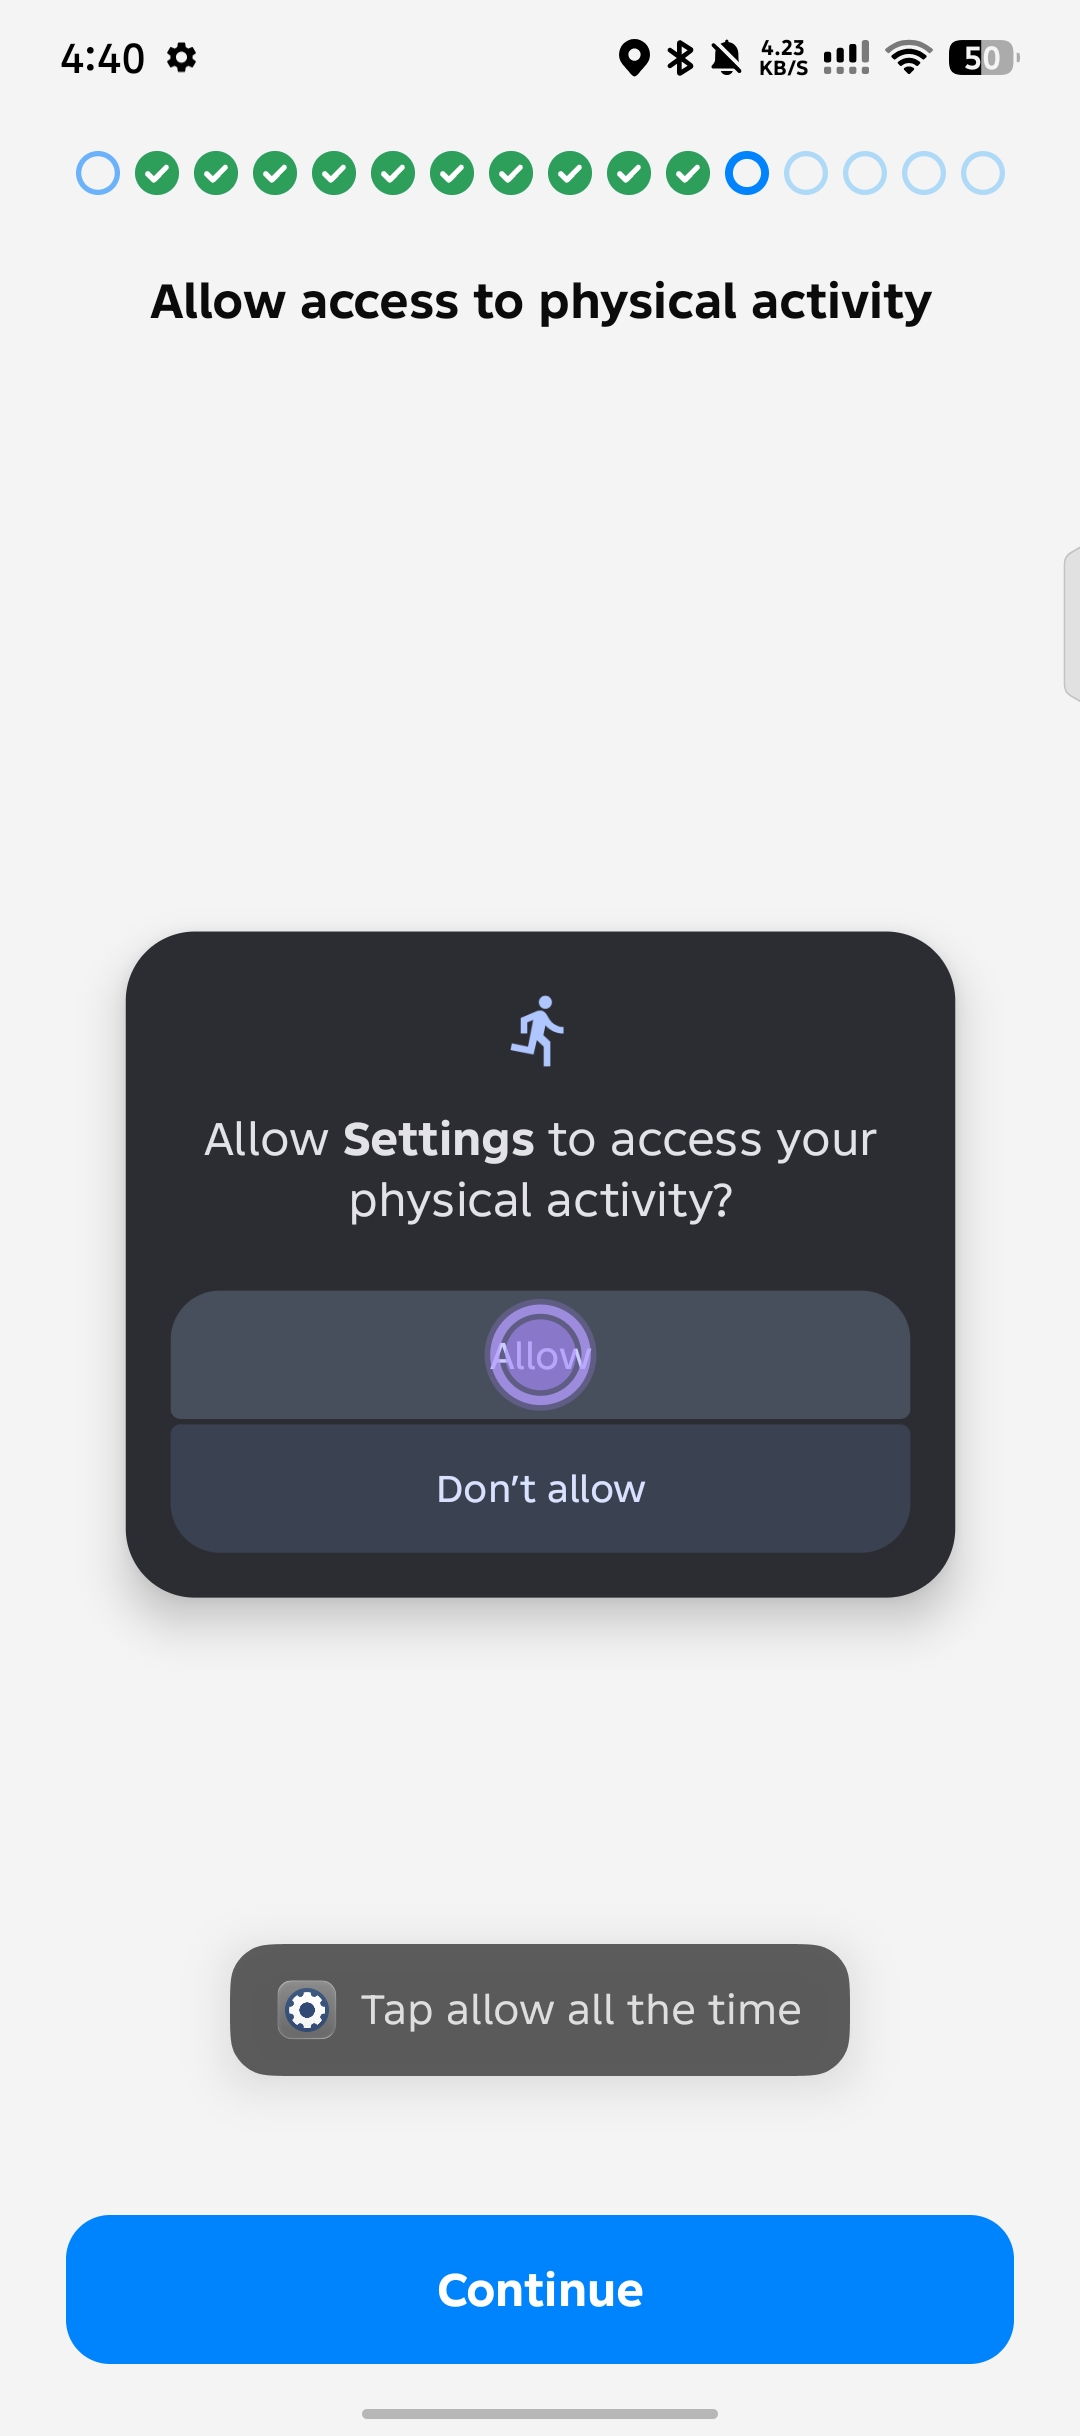 4:40
4.23
KB/S
50
Allow access to physical activity
Allow Settings to access your
physical activity?
Allow
Don't allow
Tap allow all the time
Continue